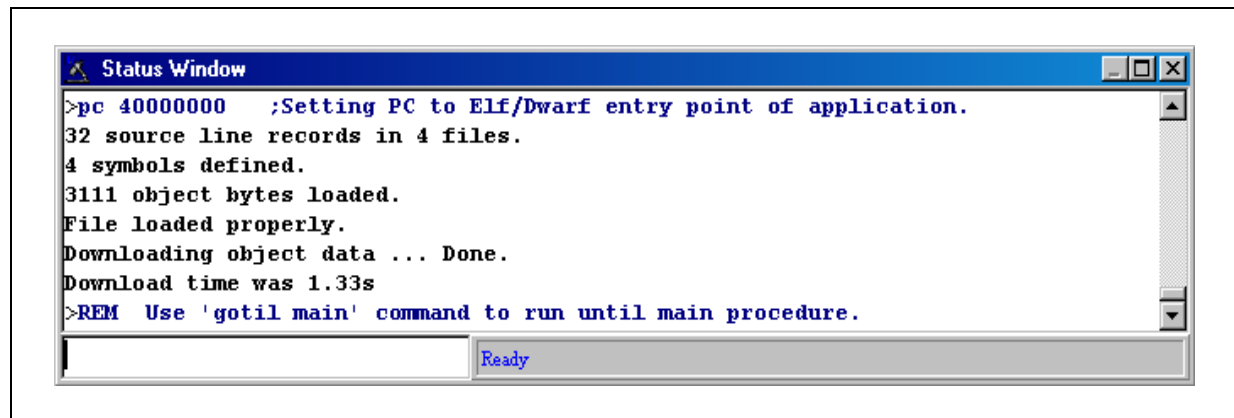 Status Window
>pc 40000000   ;Setting PC to Elf/Dwarf entry point of application.
32 source line records in 4 files.
4 symbols defined.
3111 object bytes loaded.
File loaded properly.
Downloading object data ... Done.
Download time was 1.33s
>REM  Use 'gotil main' command to run until main procedure.
Ready